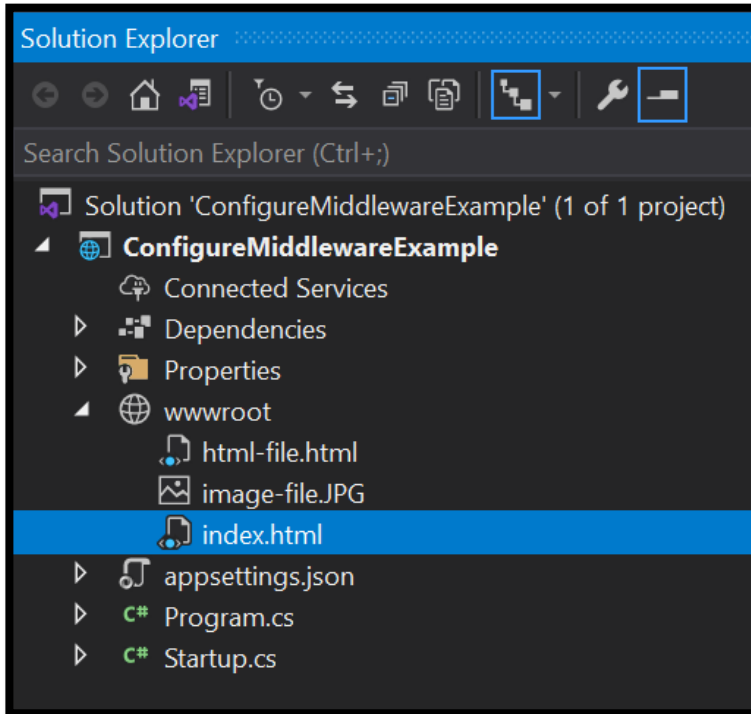 Solution Explorer
Search Solution Explorer (Ctrl+;)
Solution 'ConfigureMiddlewareExample' (1 of 1 project)
ConfigureMiddlewareExample
Connected Services
Dependencies
Properties
wwwroot
html-file.html
image-file.JPG
index.html
appsettings.json
C# Program.cs
C# Startup.cs